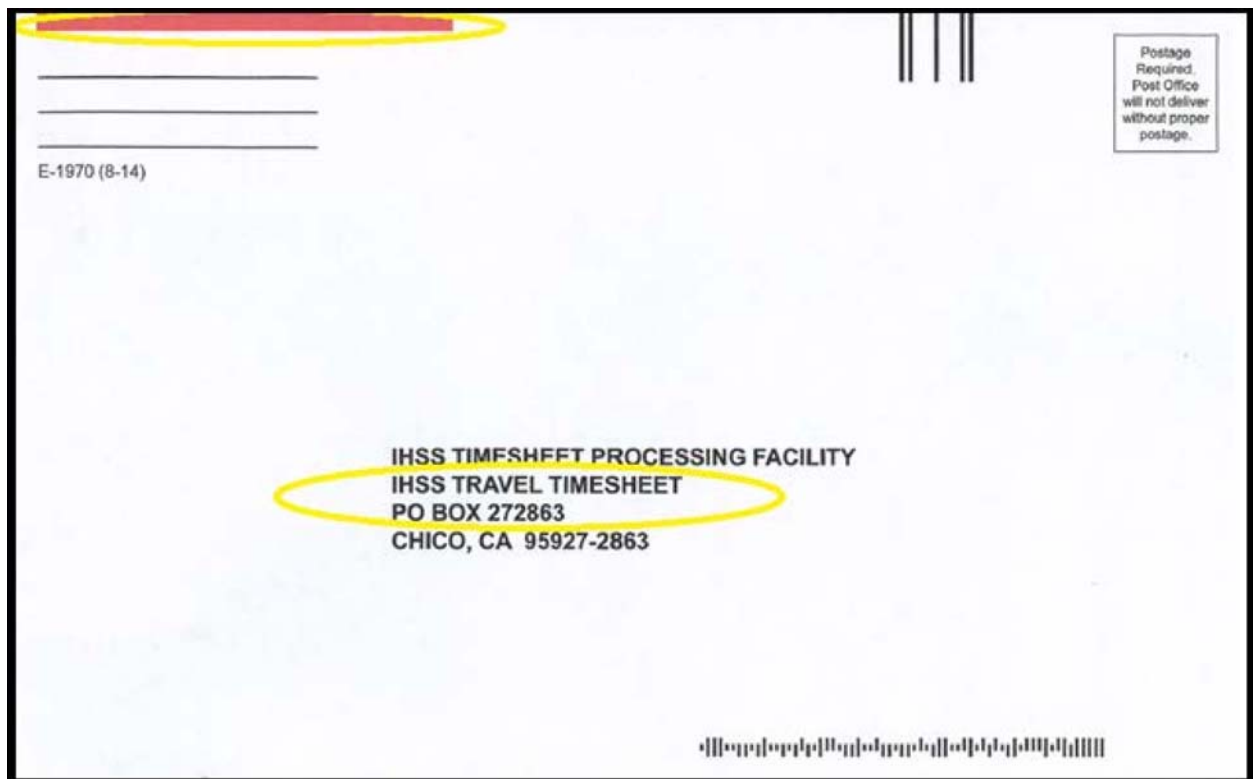 Postage
Required.
Post Office
will not deliver
without proper
postage.
E-1970 (8-14)
IHSS TIMESHEET PROCESSING FACILITY
IHSS TRAVEL TIMESHEET
PO BOX 272863
CHICO, CA 95927-2863